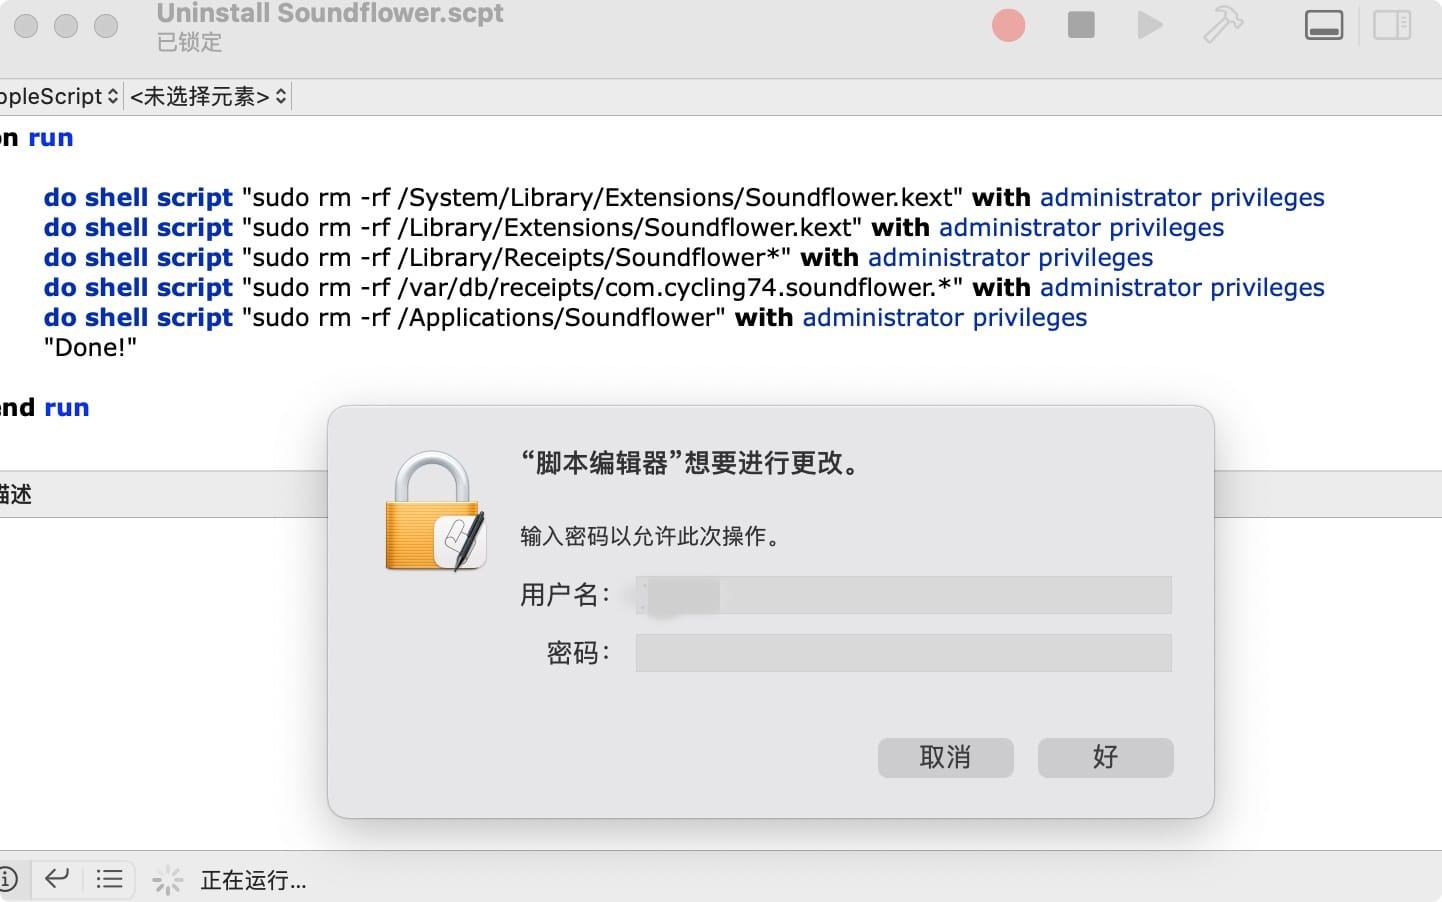 Uninstall Soundflower.scpt
已锁定
ppleScript <未选择元素>
on run
do shell script "sudo rm -rf /System/Library/Extensions/Soundflower.kext" with administrator privileges
do shell script "sudo rm -rf /Library/Extensions/Soundflower.kext" with administrator privileges
do shell script "sudo rm -rf /Library/Receipts/Soundflower*" with administrator privileges
do shell script "sudo rm -rf /var/db/receipts/com.cycling74.soundflower.*" with administrator privileges
do shell script "sudo rm -rf /Applications/Soundflower" with administrator privileges
"Done!"
end run
描述
“脚本编辑器”想要进行更改。
输入密码以允许此次操作。
用户名：
密码：
取消 好
正在运行...